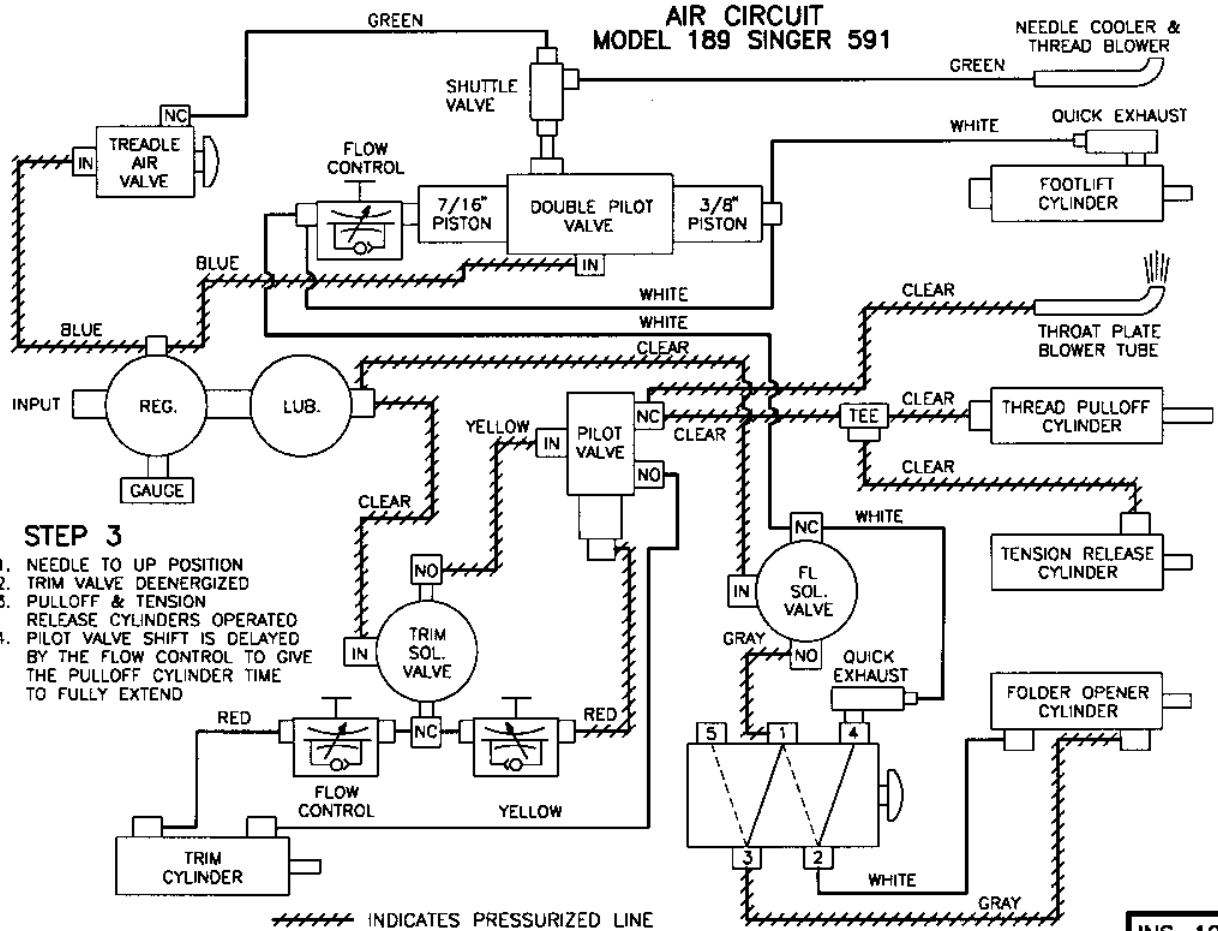 AIR CIRCUIT
MODEL 189 SINGER 591
GREEN
NEEDLE COOLER &
THREAD BLOWER
GREEN
SHUTTLE
VALVE
NC
TREADLE
AIR
VALVE
IN
FLOW
CONTROL
WHITE
QUICK EXHAUST
FOOTLIFT
CYLINDER
7/16"
PISTON
DOUBLE PILOT
VALVE
3/8"
PISTON
IN
BLUE
WHITE
CLEAR
THROAT PLATE
BLOWER TUBE
BLUE
WHITE
CLEAR
INPUT
REG.
LUB.
GAUGE
YELLOW
IN
PILOT
VALVE
NC
NO
CLEAR
TEE
CLEAR
THREAD PULLOFF
CYLINDER
CLEAR
CLEAR
WHITE
TENSION RELEASE
CYLINDER
STEP 3
1. NEEDLE TO UP POSITION
2. TRIM VALVE DEENERGIZED
3. PULLOFF & TENSION
RELEASE CYLINDERS OPERATED
4. PILOT VALVE SHIFT IS DELAYED
BY THE FLOW CONTROL TO GIVE
THE PULLOFF CYLINDER TIME
TO FULLY EXTEND
NO
IN
TRIM
SOL.
VALVE
NC
NC
IN
FL
SOL.
VALVE
NO
GRAY
QUICK
EXHAUST
FOLDER OPENER
CYLINDER
RED
RED
FLOW
CONTROL
YELLOW
5
1
4
3
2
WHITE
GRAY
TRIM
CYLINDER
INDICATES PRESSURIZED LINE